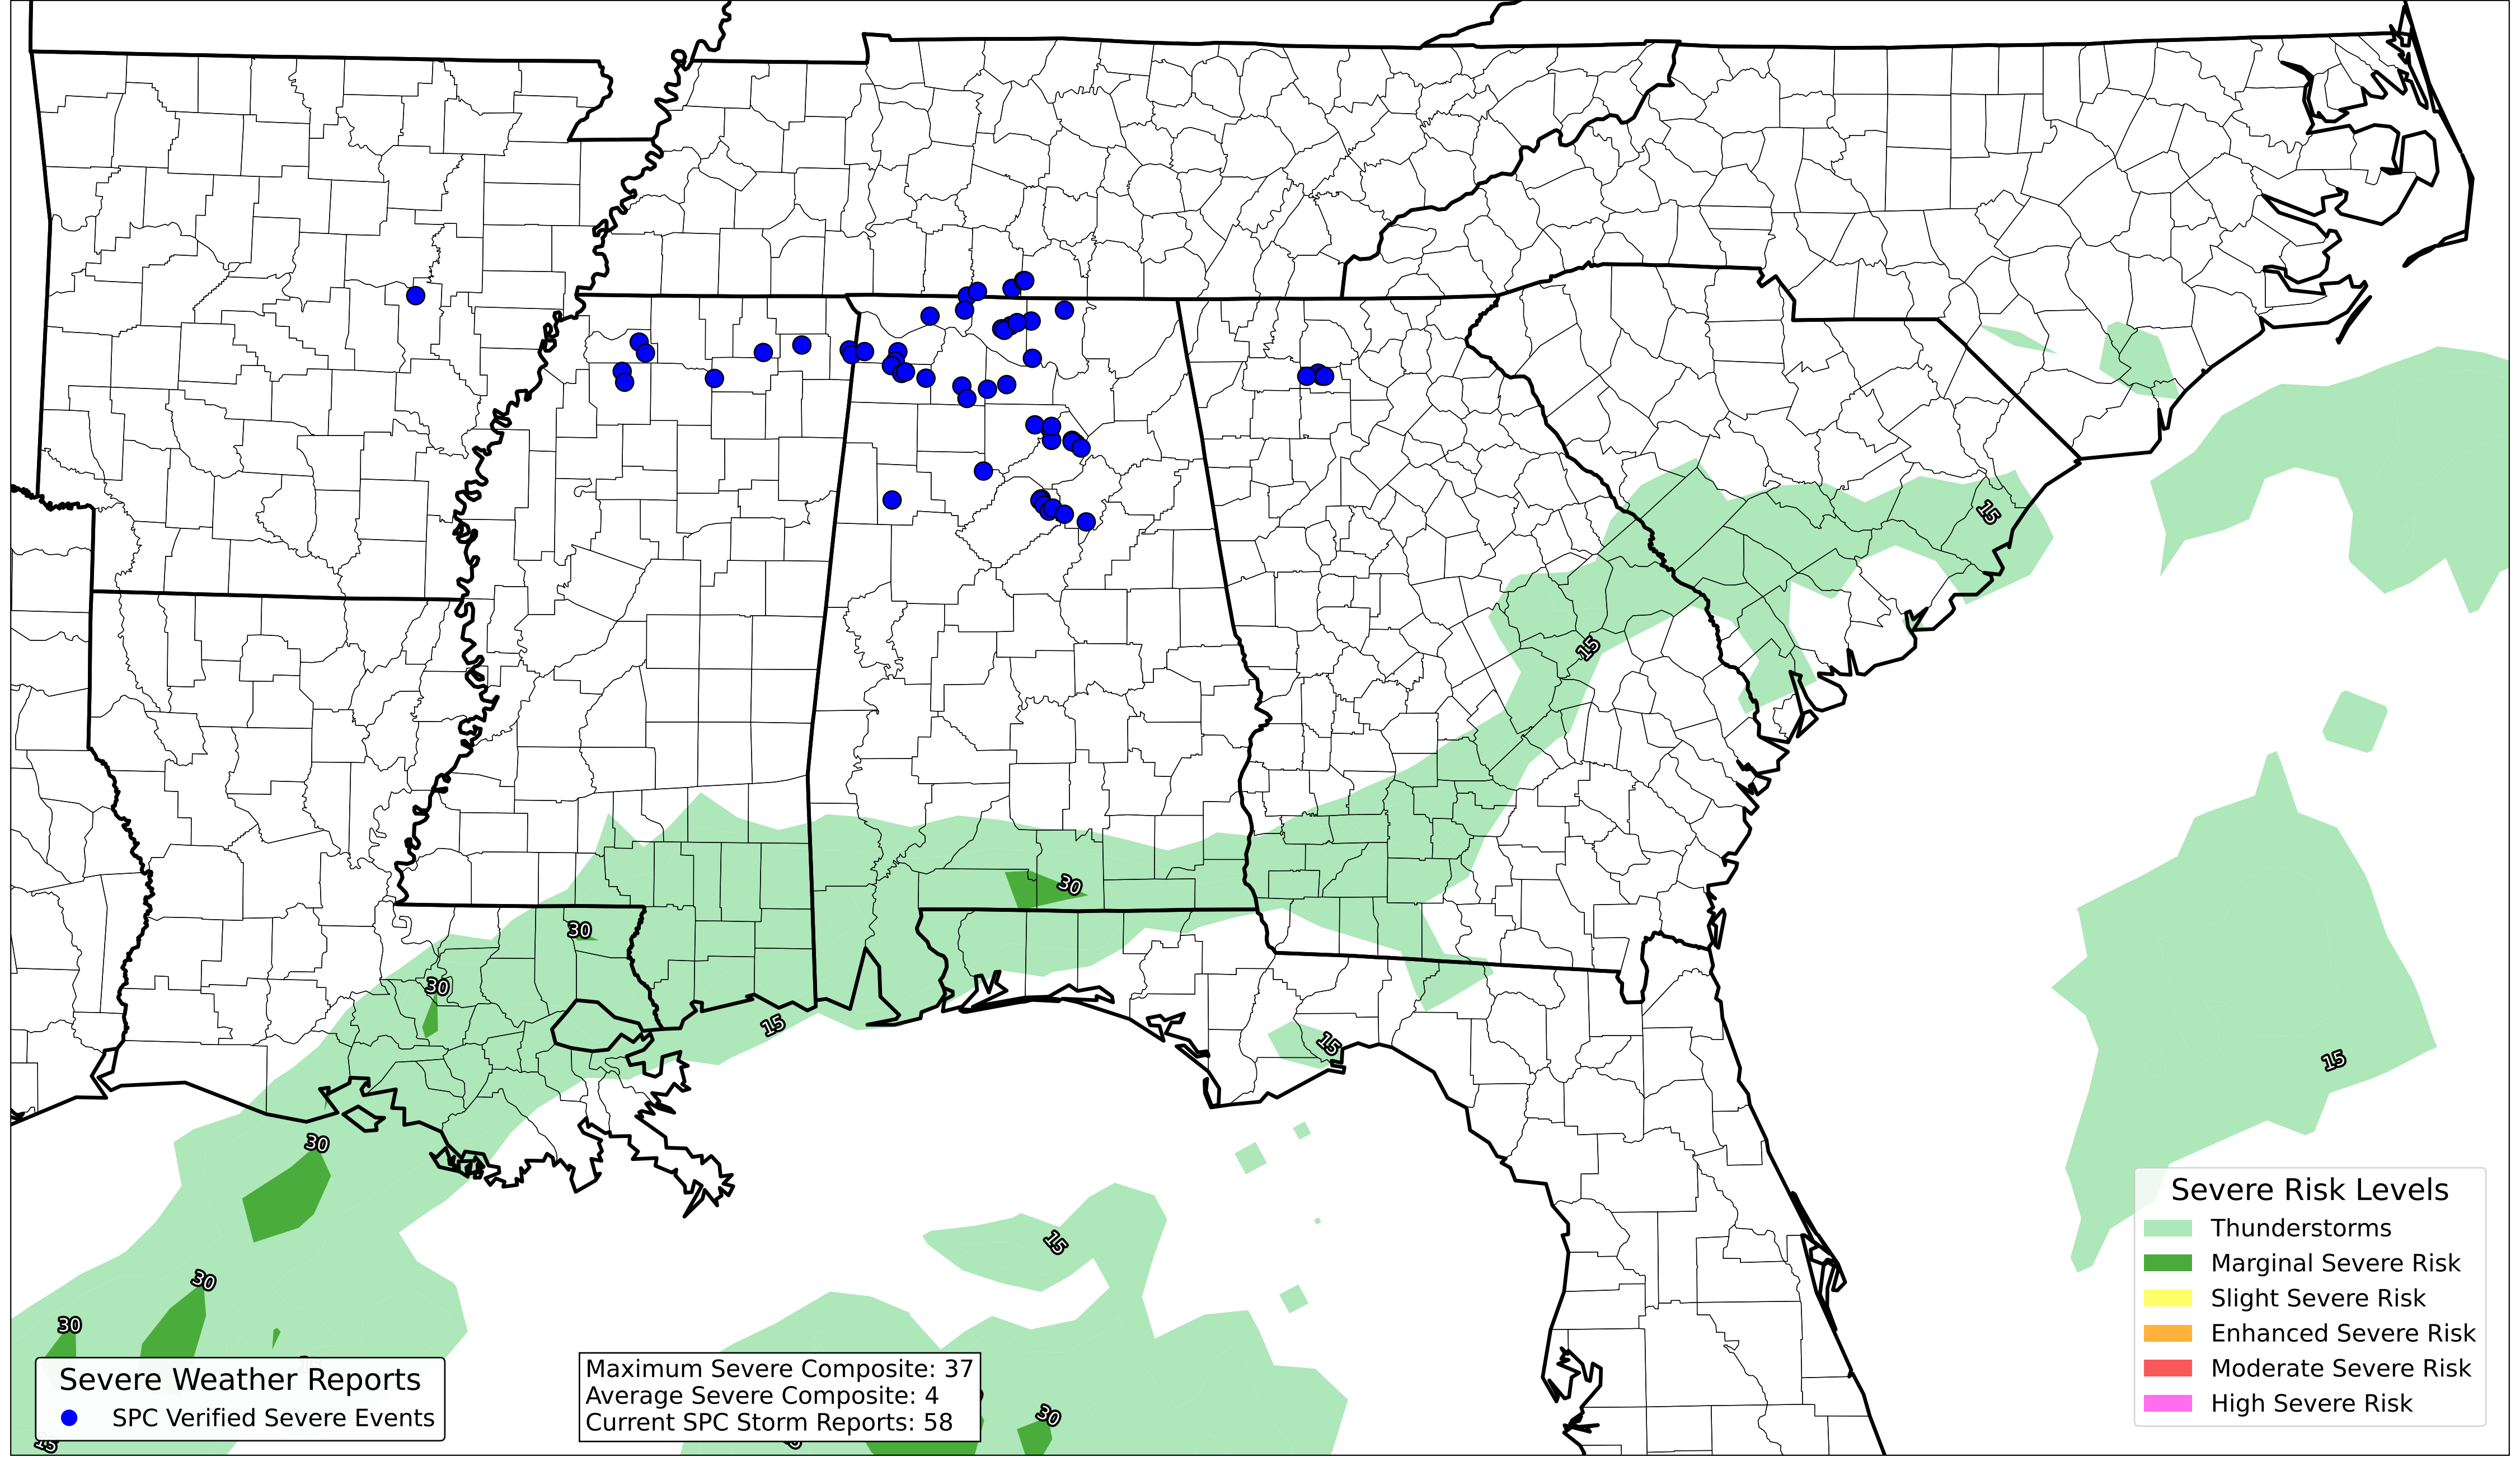 15
15
30
30
30
15
15
15
30
30
30
15
15
30
15
Severe Weather Reports
SPC Verified Severe Events
Maximum Severe Composite: 37
Average Severe Composite: 4
Current SPC Storm Reports: 58
Severe Risk Levels
Thunderstorms
Marginal Severe Risk
Slight Severe Risk
Enhanced Severe Risk
Moderate Severe Risk
High Severe Risk